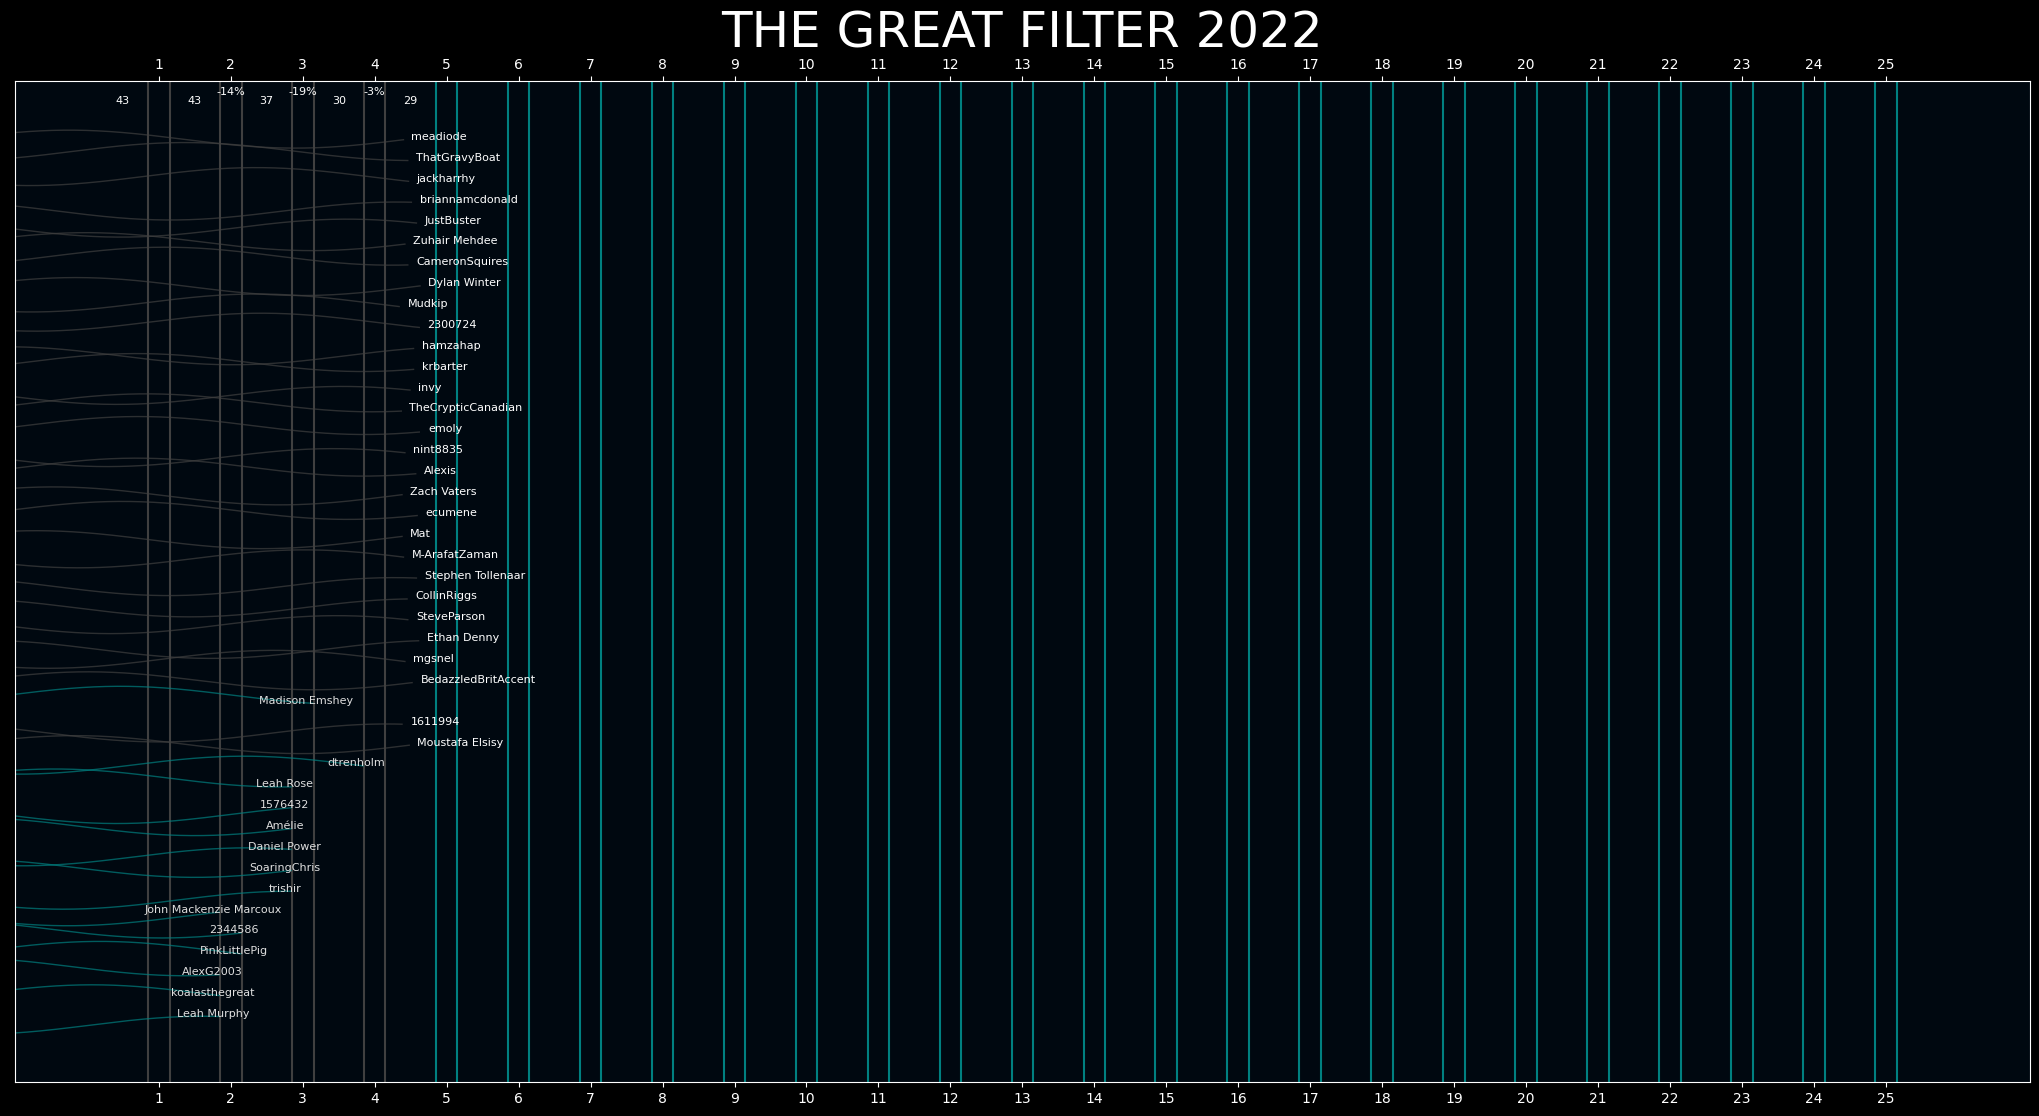 THE GREAT FILTER 2022
1 2 3 4 5 6 7 8 9 10 11 12 13 14 15 16 17 18 19 20 21 22 23 24 25
-14% -19% -3%
43 43 37 30 29
meadiode
ThatGravyBoat
jackharrhy
briannamcdonald
JustBuster
Zuhair Mehdee
CameronSquires
Dylan Winter
Mudkip
2300724
hamzahap
krbarter
invy
TheCrypticCanadian
emoly
nint8835
Alexis
Zach Vaters
ecumene
Mat
M-ArafatZaman
Stephen Tollenaar
CollinRiggs
SteveParson
Ethan Denny
mgsnel
BedazzledBritAccent
Madison Emshey
1611994
Moustafa Elsisy
dtrenholm
Leah Rose
1576432
Amélie
Daniel Power
SoaringChris
trishir
John Mackenzie Marcoux
2344586
PinkLittlePig
AlexG2003
koalasthegreat
Leah Murphy
1 2 3 4 5 6 7 8 9 10 11 12 13 14 15 16 17 18 19 20 21 22 23 24 25